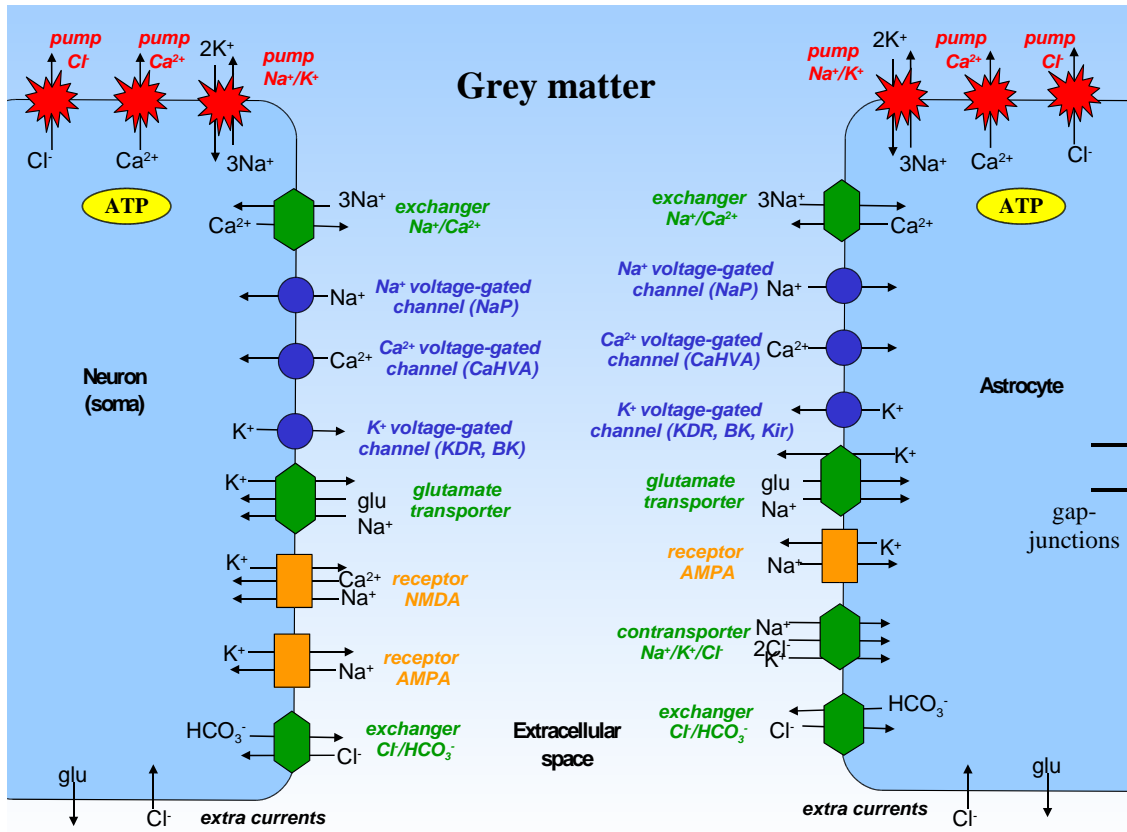 Grey matter
pump
Cl⁻
pump
Ca²⁺
2K⁺
pump
Na⁺/K⁺
Cl⁻
Ca²⁺
3Na⁺
ATP
3Na⁺
Ca²⁺
exchanger
Na⁺/Ca²⁺
Na⁺
Na⁺ voltage-gated
channel (NaP)
Ca²⁺
Ca²⁺ voltage-gated
channel (CaHVA)
Neuron
(soma)
K⁺
K⁺ voltage-gated
channel (KDR, BK)
K⁺
glu
Na⁺
glutamate
transporter
K⁺
Ca²⁺
Na⁺
receptor
NMDA
K⁺
Na⁺
receptor
AMPA
HCO₃⁻
Cl⁻
exchanger
Cl⁻/HCO₃⁻
glu
Cl⁻
extra currents
Extracellular
space
pump
Na⁺/K⁺
2K⁺
pump
Ca²⁺
pump
Cl⁻
3Na⁺
Ca²⁺
Cl⁻
ATP
exchanger
Na⁺/Ca²⁺
3Na⁺
Ca²⁺
Na⁺ voltage-gated
channel (NaP)
Na⁺
Ca²⁺ voltage-gated
channel (CaHVA)
Ca²⁺
Astrocyte
K⁺ voltage-gated
channel (KDR, BK, Kir)
K⁺
K⁺
glu
Na⁺
glutamate
transporter
gap-
junctions
receptor
AMPA
K⁺
Na⁺
contransporter
Na⁺/K⁺/Cl⁻
Na⁺
2Cl⁻
K⁺
exchanger
Cl⁻/HCO₃⁻
HCO₃⁻
Cl⁻
extra currents
Cl⁻
glu